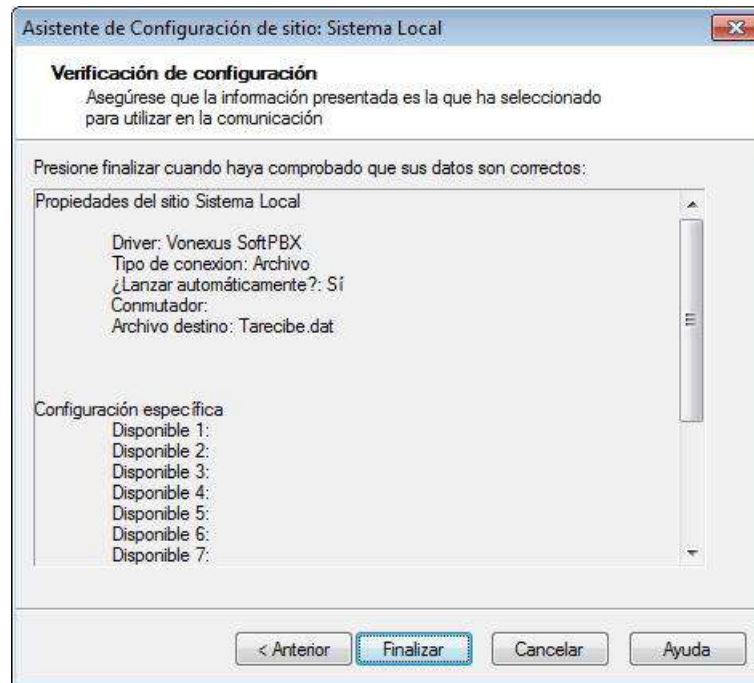 Asistente de Configuración de sitio: Sistema Local
Verificación de configuración
Asegúrese que la información presentada es la que ha seleccionado
para utilizar en la comunicación
Presione finalizar cuando haya comprobado que sus datos son correctos:
Propiedades del sitio Sistema Local
Driver: Vonexus SoftPBX
Tipo de conexion: Archivo
¿Lanzar automáticamente?: Sí
Conmutador:
Archivo destino: Tarecibe.dat
Configuración específica
Disponible 1:
Disponible 2:
Disponible 3:
Disponible 4:
Disponible 5:
Disponible 6:
Disponible 7:
< Anterior Finalizar Cancelar Ayuda